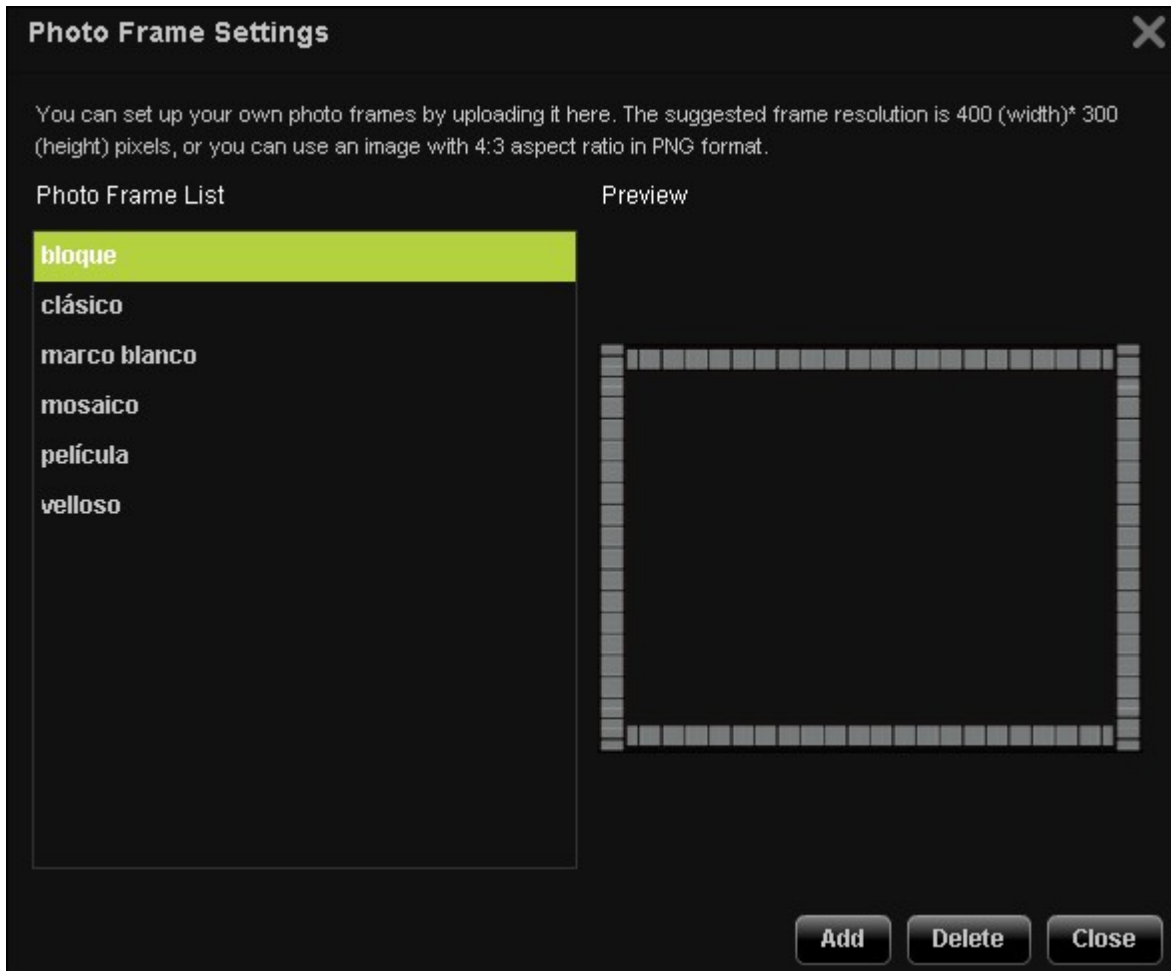 Photo Frame Settings
You can set up your own photo frames by uploading it here. The suggested frame resolution is 400 (width)* 300
(height) pixels, or you can use an image with 4:3 aspect ratio in PNG format.
Photo Frame List
Preview
bloque
clásico
marco blanco
mosaico
película
velloso
Add
Delete
Close